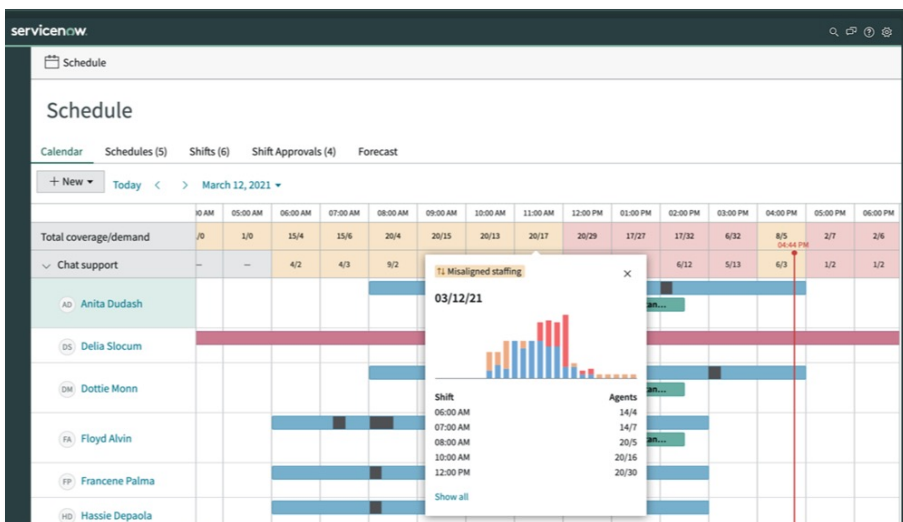 servicenow
Schedule
Schedule
Calendar Schedules (5) Shifts (6) Shift Approvals (4) Forecast
+ New Today < > March 12, 2021
05:00 AM 06:00 AM 07:00 AM 08:00 AM 09:00 AM 10:00 AM 11:00 AM 12:00 PM 01:00 PM 02:00 PM 03:00 PM 04:00 PM 05:00 PM 06:00 PM
Total coverage/demand /0 1/0 15/4 15/6 20/4 20/15 20/13 20/17 20/29 17/27 17/32 6/32 8/5 2/7 2/6
04:44 PM
Chat support – – 4/2 4/3 9/2 6/12 5/13 6/3 1/2 1/2
Misaligned staffing
03/12/21
AD Anita Dudash
DS Delia Slocum
DM Dottie Monn
FA Floyd Alvin
FP Francene Palma
HD Hassie Depaola
Shift Agents
06:00 AM 14/4
07:00 AM 14/7
08:00 AM 20/5
10:00 AM 20/16
12:00 PM 20/30
Show all